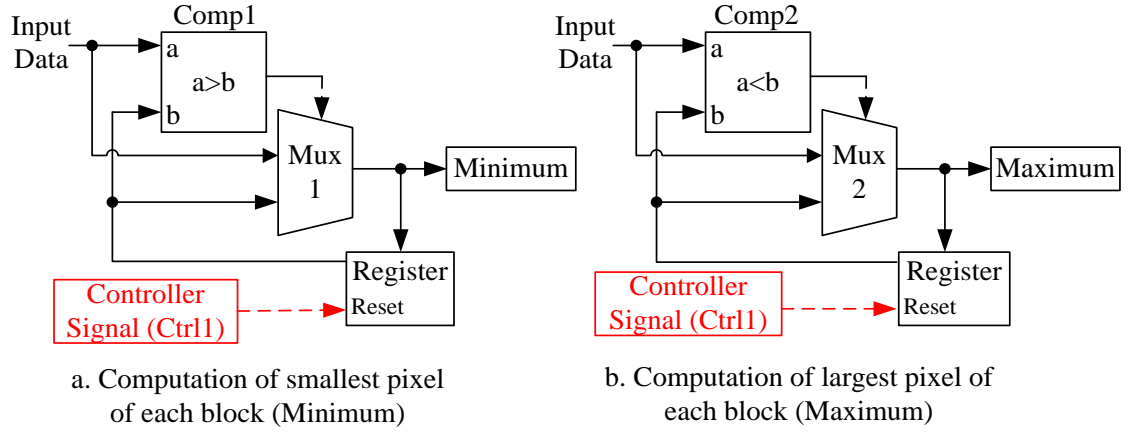 Comp1
Input
Data
a
a>b
b
Mux
1
Minimum
Register
Reset
Controller
Signal (Ctrl1)
a. Computation of smallest pixel
of each block (Minimum)
Comp2
Input
Data
a
a<b
b
Mux
2
Maximum
Register
Reset
Controller
Signal (Ctrl1)
b. Computation of largest pixel of
each block (Maximum)